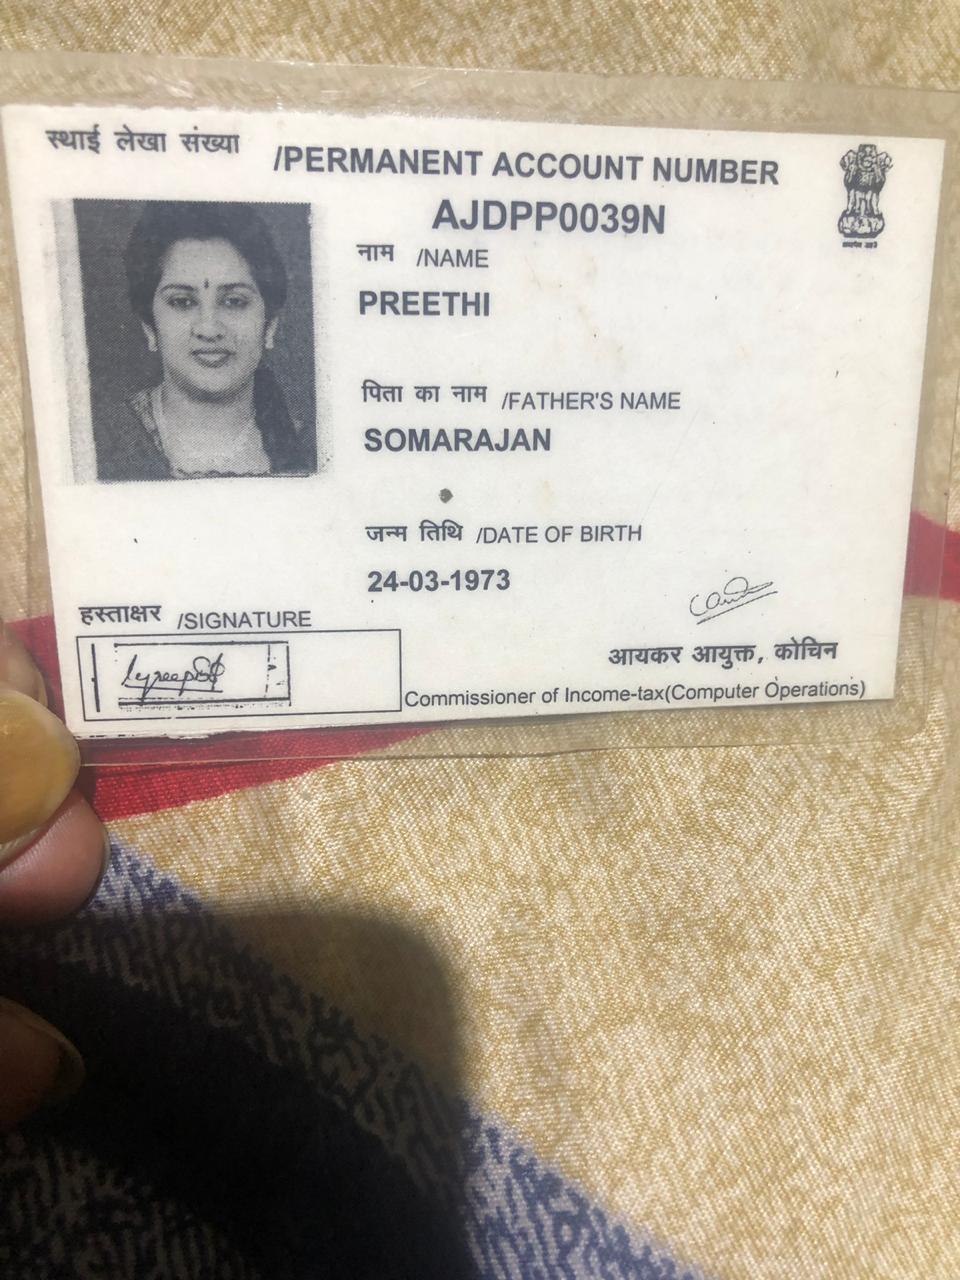 स्थाई लेखा संख्या /PERMANENT ACCOUNT NUMBER
AJDPP0039N
नाम /NAME
PREETHI
पिता का नाम /FATHER'S NAME
SOMARAJAN
जन्म तिथि /DATE OF BIRTH
24-03-1973
हस्ताक्षर /SIGNATURE
आयकर आयुक्त, कोचिन
Commissioner of Income-tax(Computer Operations)